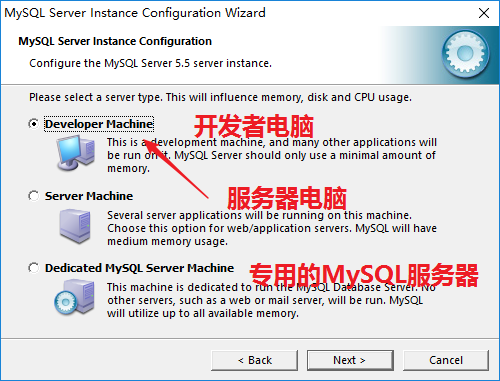 MySQL Server Instance Configuration Wizard
MySQL Server Instance Configuration
Configure the MySQL Server 5.5 server instance.
Please select a server type. This will influence memory, disk and CPU usage.
Developer Machine
开发者电脑
This is a development machine, and many other applications will
be run on it. MySQL Server should only use a minimal amount of
memory.
Server Machine
服务器电脑
Several server applications will be running on this machine.
Choose this option for web/application servers. MySQL will have
medium memory usage.
Dedicated MySQL Server Machine
专用的MySQL服务器
This machine is dedicated to run the MySQL Database Server. No
other servers, such as a web or mail server, will be run. MySQL
will utilize up to all available memory.
< Back
Next >
Cancel